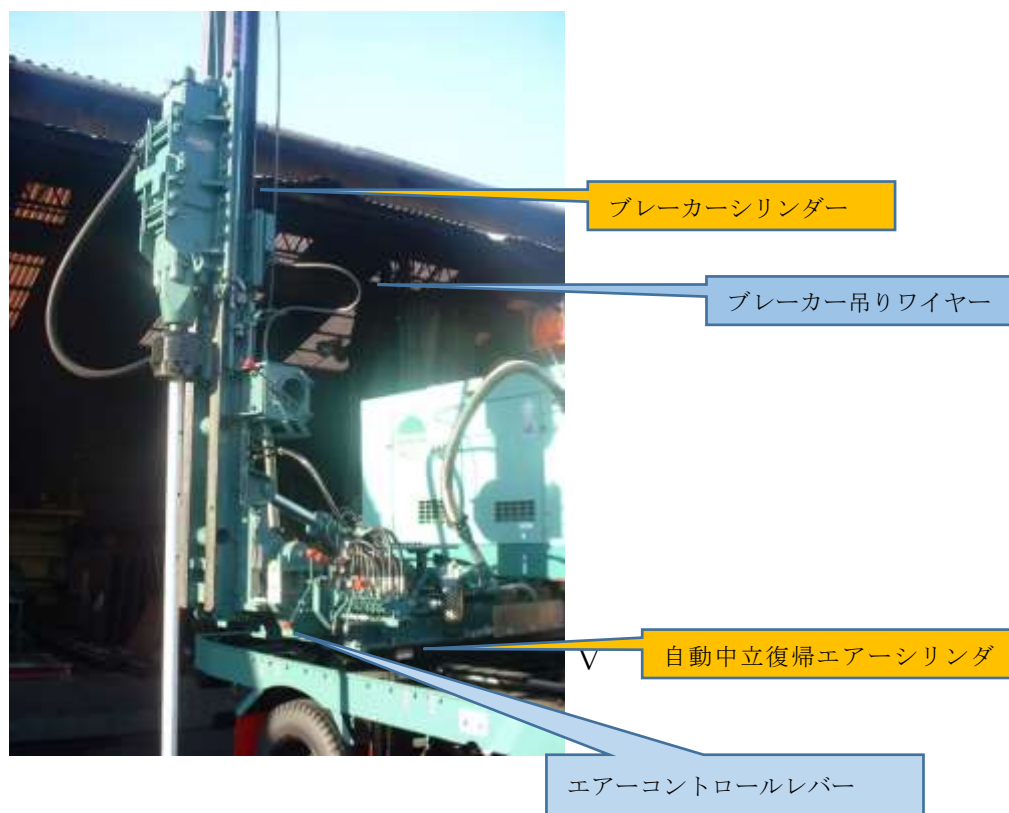 ブレーカーシリンダー
ブレーカー吊りワイヤー
V
自動中立復帰エアーシリンダ
エアーコントロールレバー